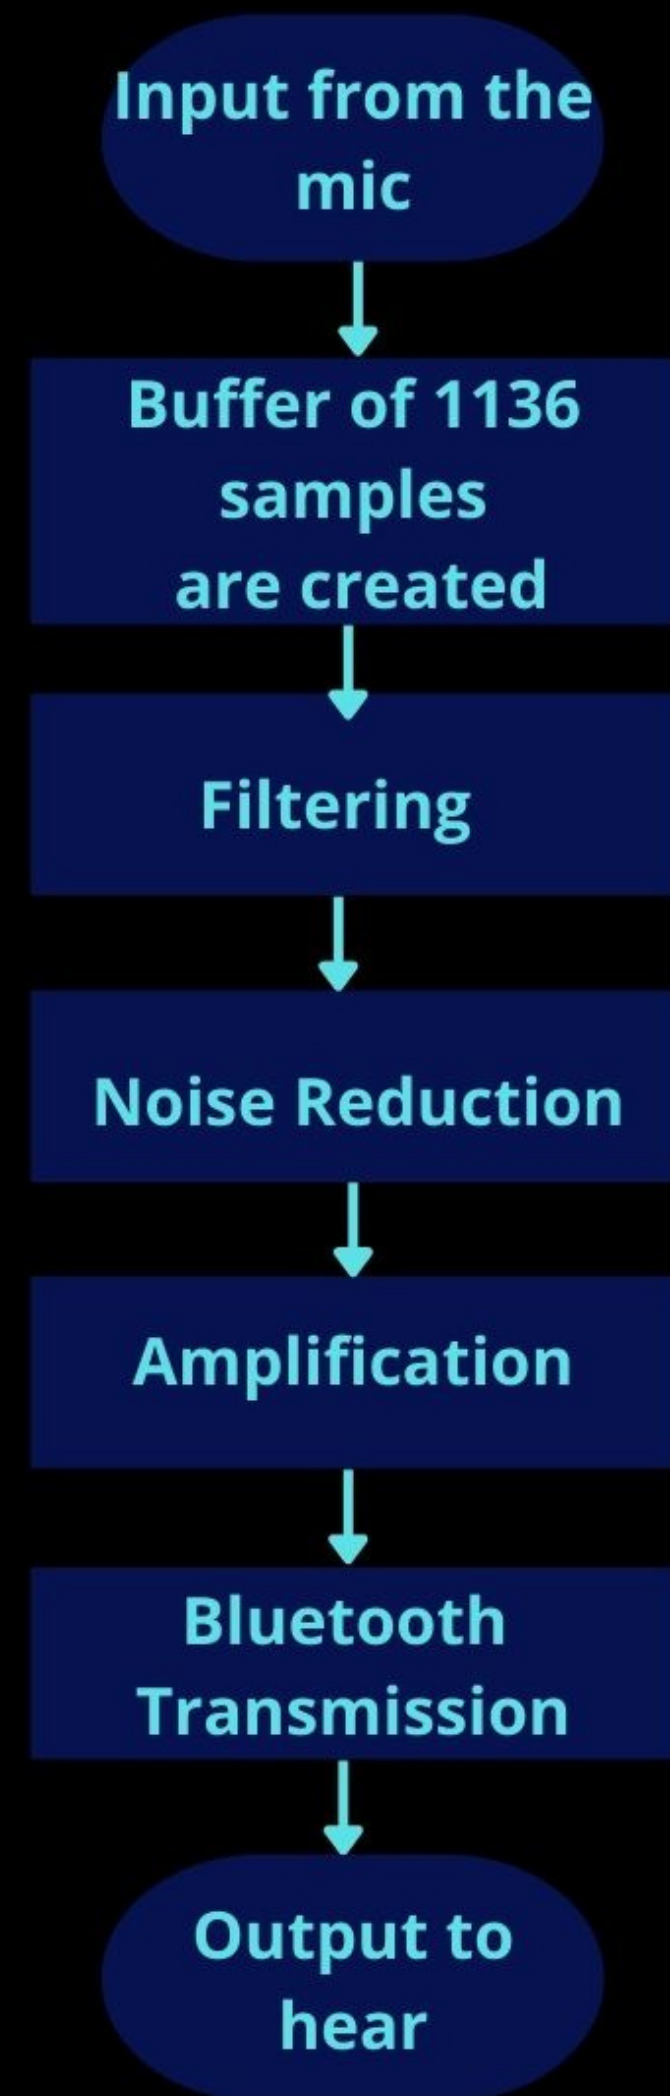 Input from the
mic
Buffer of 1136
samples
are created
Filtering
Noise Reduction
Amplification
Bluetooth
Transmission
Output to
hear